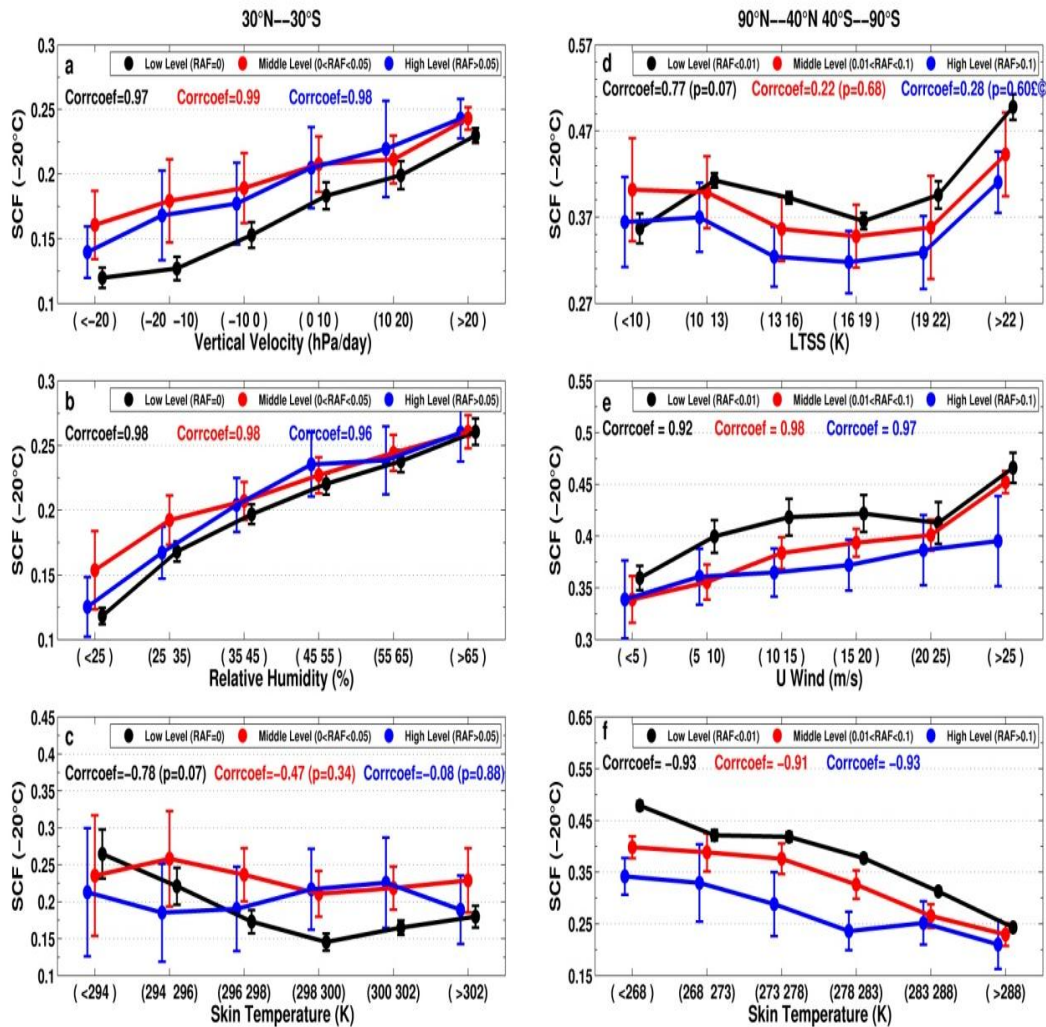 30°N--30°S
a
Low Level (RAF=0) Middle Level (0<RAF<0.05) High Level (RAF>0.05)
Corrcoef=0.97 Corrcoef=0.99 Corrcoef=0.98
SCF (-20°C)
0.3
0.25
0.2
0.15
0.1
(<-20) (-20 -10) (-10 0) (0 10) (10 20) (>20)
Vertical Velocity (hPa/day)
b
Low Level (RAF=0) Middle Level (0<RAF<0.05) High Level (RAF>0.05)
Corrcoef=0.98 Corrcoef=0.98 Corrcoef=0.96
SCF (-20°C)
0.3
0.25
0.2
0.15
0.1
(<25) (25 35) (35 45) (45 55) (55 65) (>65)
Relative Humidity (%)
c
Low Level (RAF=0) Middle Level (0<RAF<0.05) High Level (RAF>0.05)
Corrcoef=-0.78 (p=0.07) Corrcoef=-0.47 (p=0.34) Corrcoef=-0.08 (p=0.88)
SCF (-20°C)
0.45
0.4
0.35
0.3
0.25
0.2
0.15
0.1
(<294) (294 296) (296 298) (298 300) (300 302) (>302)
Skin Temperature (K)
90°N--40°N 40°S--90°S
d
Low Level (RAF<0.01) Middle Level (0.01<RAF<0.1) High Level (RAF>0.1)
Corrcoef=0.77 (p=0.07) Corrcoef=0.22 (p=0.68) Corrcoef=0.28 (p=0.60£©
SCF (-20°C)
0.57
0.47
0.37
0.27
(<10) (10 13) (13 16) (16 19) (19 22) (>22)
LTSS (K)
e
Low Level (RAF<0.01) Middle Level (0.01<RAF<0.1) High Level (RAF>0.1)
Corrcoef = 0.92 Corrcoef = 0.98 Corrcoef = 0.97
SCF (-20°C)
0.55
0.5
0.45
0.4
0.35
0.3
(<5) (5 10) (10 15) (15 20) (20 25) (>25)
U Wind (m/s)
f
Low Level (RAF<0.01) Middle Level (0.01<RAF<0.1) High Level (RAF>0.1)
Corrcoef= -0.93 Corrcoef= -0.91 Corrcoef= -0.93
SCF (-20°C)
0.65
0.55
0.45
0.35
0.25
0.15
(<268) (268 273) (273 278) (278 283) (283 288) (>288)
Skin Temperature (K)